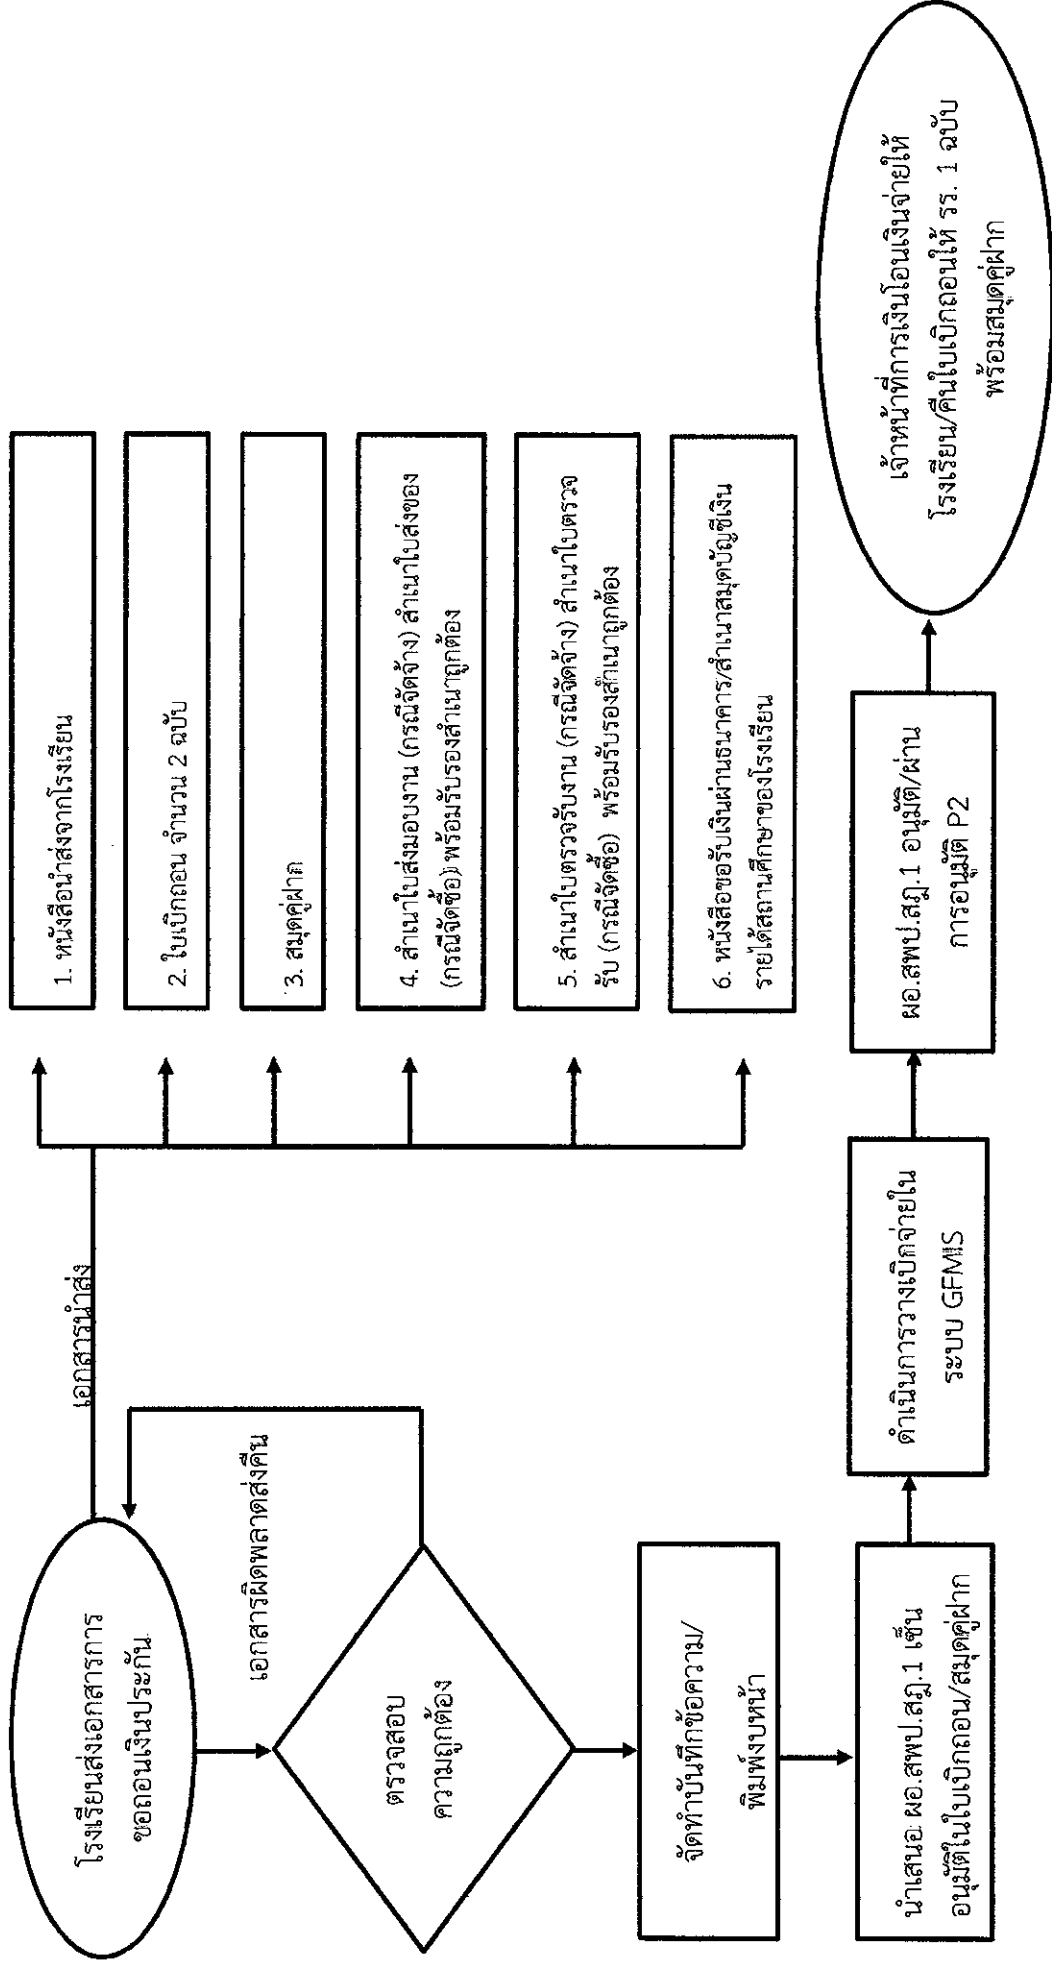 โรงเรียนส่งเอกสารการ
ขอถอนเงินประกัน
เอกสารนำส่ง
1. หนังสือนำส่งจากโรงเรียน
2. ใบเบิกถอน จำนวน 2 ฉบับ
3. สมุดคู่ฝาก
4. สำเนาใบส่งมอบงาน (กรณีจัดจ้าง) สำเนาใบส่งของ
(กรณีจัดซื้อ) พร้อมรับรองสำเนาถูกต้อง
5. สำเนาใบตรวจรับงาน (กรณีจัดจ้าง) สำเนาใบตรวจ
รับ (กรณีจัดซื้อ) พร้อมรับรองสำเนาถูกต้อง
6. หนังสือขอรับเงินผ่านธนาคาร/สำเนาสมุดบัญชีเงิน
รายได้สถานศึกษาของโรงเรียน
เอกสารผิดพลาดส่งคืน
ตรวจสอบ
ความถูกต้อง
จัดทำบันทึกข้อความ/
พิมพ์งบหน้า
นำเสนอ ผอ.สพป.สฎ.1 เซ็น
อนุมัติในใบเบิกถอน/สมุดคู่ฝาก
ดำเนินการวางเบิกจ่ายใน
ระบบ GFMIS
ผอ.สพป.สฎ.1 อนุมัติ/ผ่าน
การอนุมัติ P2
เจ้าหน้าที่การเงินโอนเงินจ่ายให้
โรงเรียน/คืนใบเบิกถอนให้ รร. 1 ฉบับ
พร้อมสมุดคู่ฝาก